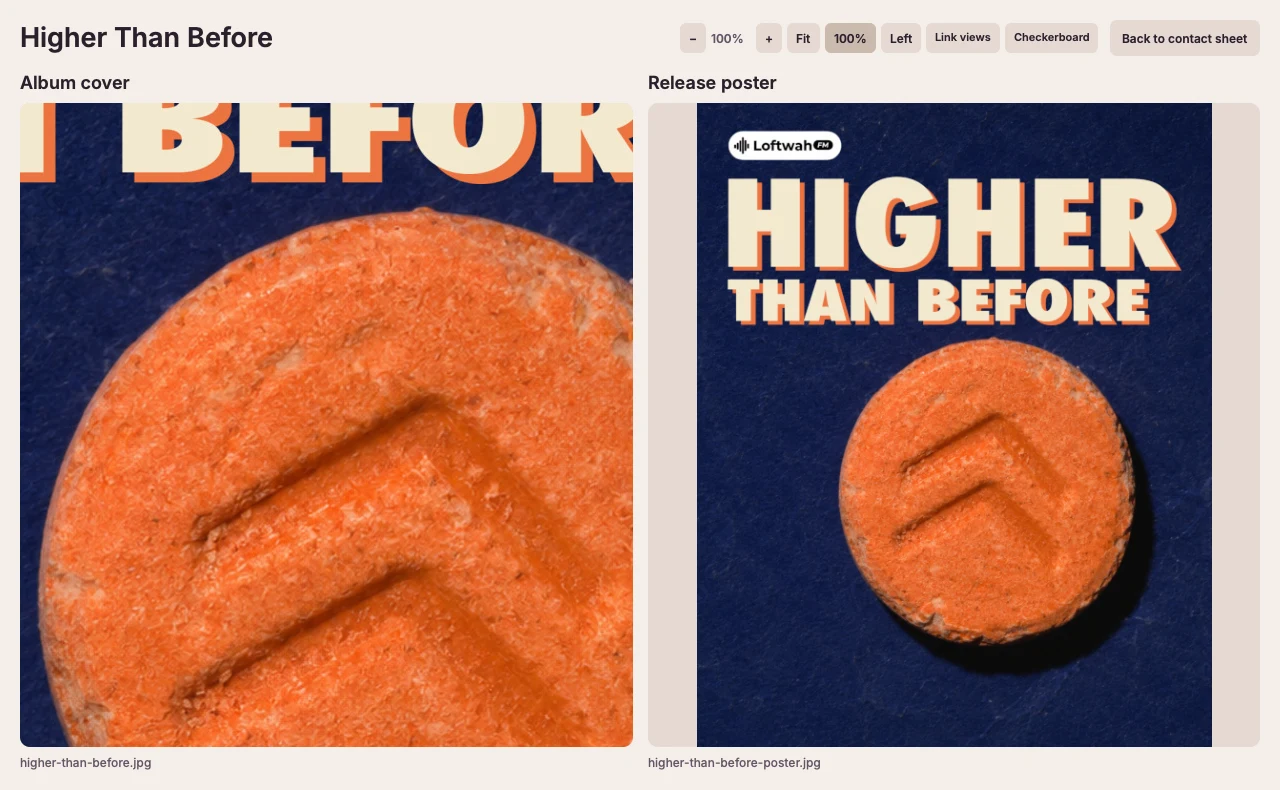 Higher Than Before
− 100% + Fit 100% Left Link views Checkerboard Back to contact sheet
Album cover
Release poster
BEFOR
Loftwah FM
HIGHER
THAN BEFORE
higher-than-before.jpg
higher-than-before-poster.jpg